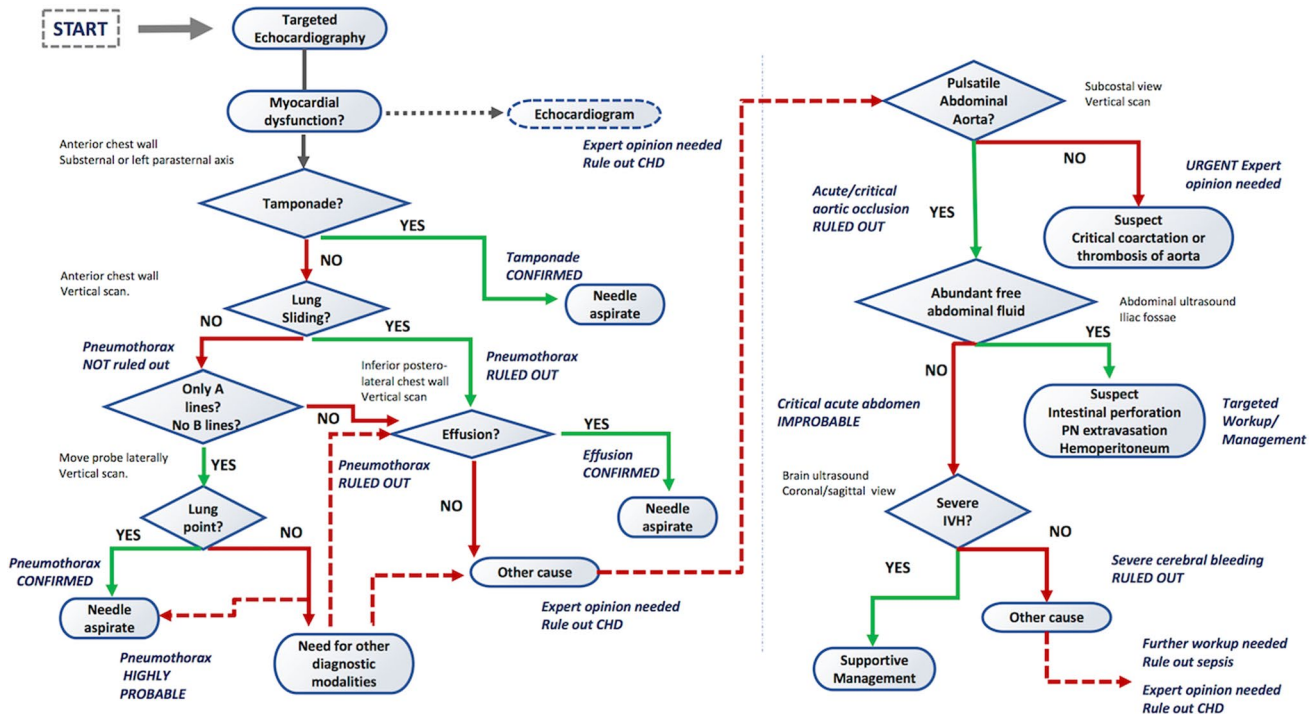 START
Targeted
Echocardiography
Myocardial
dysfunction?
Echocardiogram
Expert opinion needed
Rule out CHD
Anterior chest wall
Substernal or left parasternal axis
Tamponade?
YES
NO
Tamponade
CONFIRMED
Needle
aspirate
Anterior chest wall
Vertical scan.
Lung
Sliding?
NO
YES
Pneumothorax
NOT ruled out
Pneumothorax
RULED OUT
Inferior postero-
lateral chest wall
Vertical scan
Only A
lines?
No B lines?
NO
YES
Effusion?
YES
NO
Effusion
CONFIRMED
Needle
aspirate
Pneumothorax
RULED OUT
Move probe laterally
Vertical scan.
Lung
point?
YES
NO
Pneumothorax
CONFIRMED
Needle
aspirate
Pneumothorax
HIGHLY
PROBABLE
Need for other
diagnostic
modalities
Other cause
Expert opinion needed
Rule out CHD
Pulsatile
Abdominal
Aorta?
Subcostal view
Vertical scan
NO
YES
URGENT Expert
opinion needed
Acute/critical
aortic occlusion
RULED OUT
Suspect
Critical coarctation or
thrombosis of aorta
Abundant free
abdominal fluid
Abdominal ultrasound
Iliac fossae
YES
NO
Critical acute abdomen
IMPROBABLE
Suspect
Intestinal perforation
PN extravasation
Hemoperitoneum
Targeted
Workup/
Management
Brain ultrasound
Coronal/sagittal view
Severe
IVH?
NO
YES
Severe cerebral bleeding
RULED OUT
Other cause
Supportive
Management
Further workup needed
Rule out sepsis
Expert opinion needed
Rule out CHD